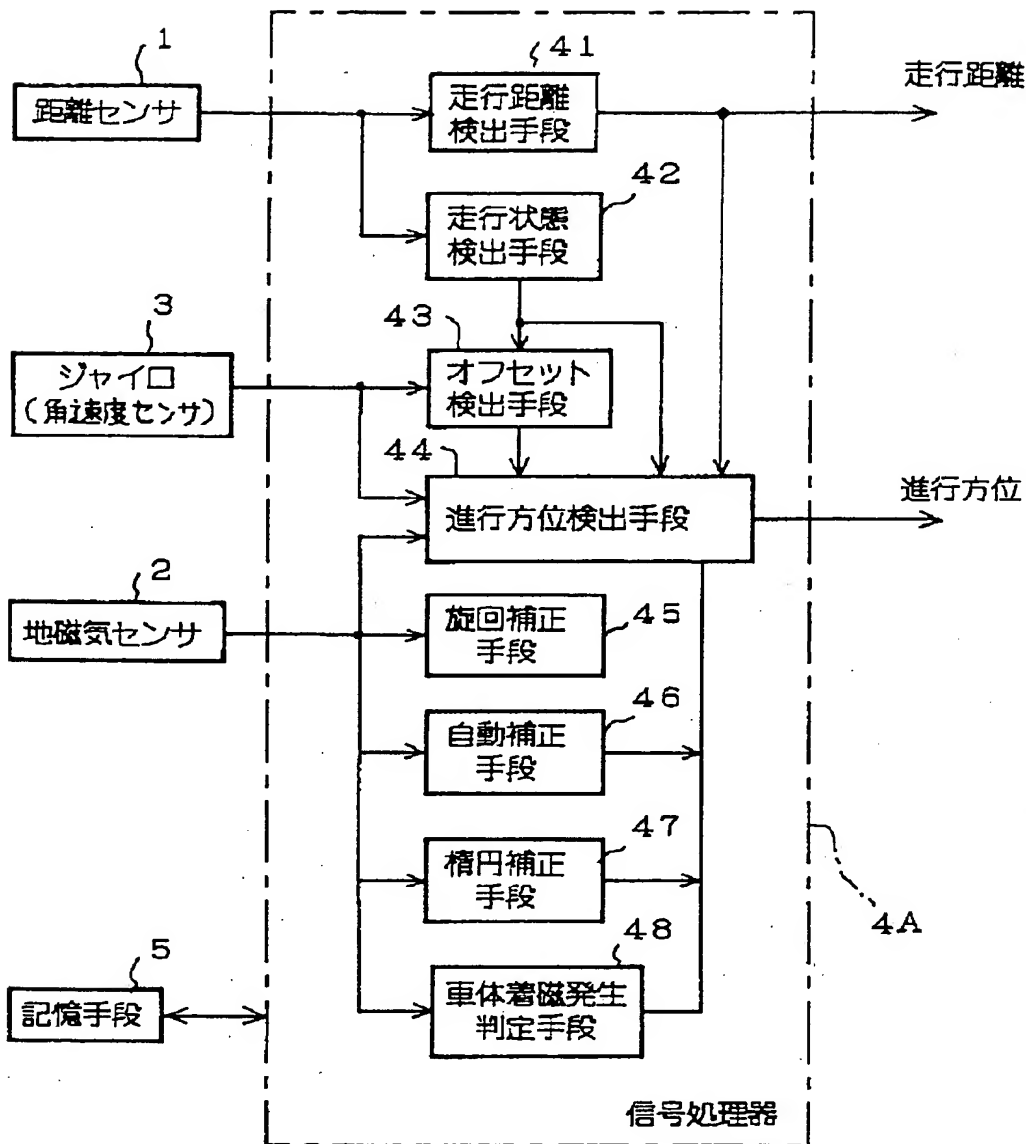 1
距離センサ
41
走行距離
検出手段
走行距離
42
走行状態
検出手段
3
ジャイロ
(角速度センサ)
43
オフセット
検出手段
44
進行方位検出手段
進行方位
2
地磁気センサ
旋回補正
手段
45
自動補正
手段
46
楕円補正
手段
47
48
車体着磁発生
判定手段
4A
5
記憶手段
信号処理器